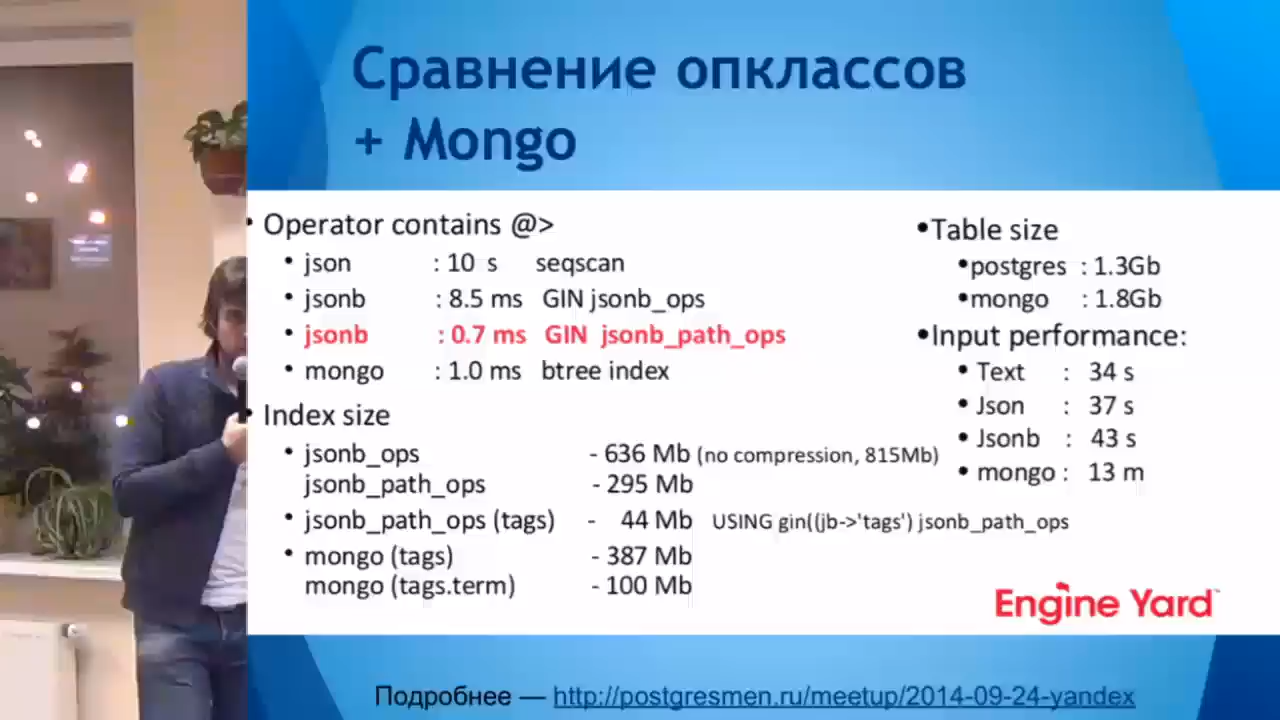 Сравнение опклассов
+ Mongo
• Operator contains @>
• json : 10 s seqscan
• jsonb : 8.5 ms GIN jsonb_ops
• jsonb : 0.7 ms GIN jsonb_path_ops
• mongo : 1.0 ms btree index
• Index size
• jsonb_ops - 636 Mb (no compression, 815Mb)
jsonb_path_ops - 295 Mb
• jsonb_path_ops (tags) - 44 Mb USING gin((jb->'tags') jsonb_path_ops
• mongo (tags) - 387 Mb
mongo (tags.term) - 100 Mb
•Table size
•postgres : 1.3Gb
•mongo : 1.8Gb
•Input performance:
• Text : 34 s
• Json : 37 s
• Jsonb : 43 s
• mongo : 13 m
Engine Yard
Подробнее — http://postgresmen.ru/meetup/2014-09-24-yandex